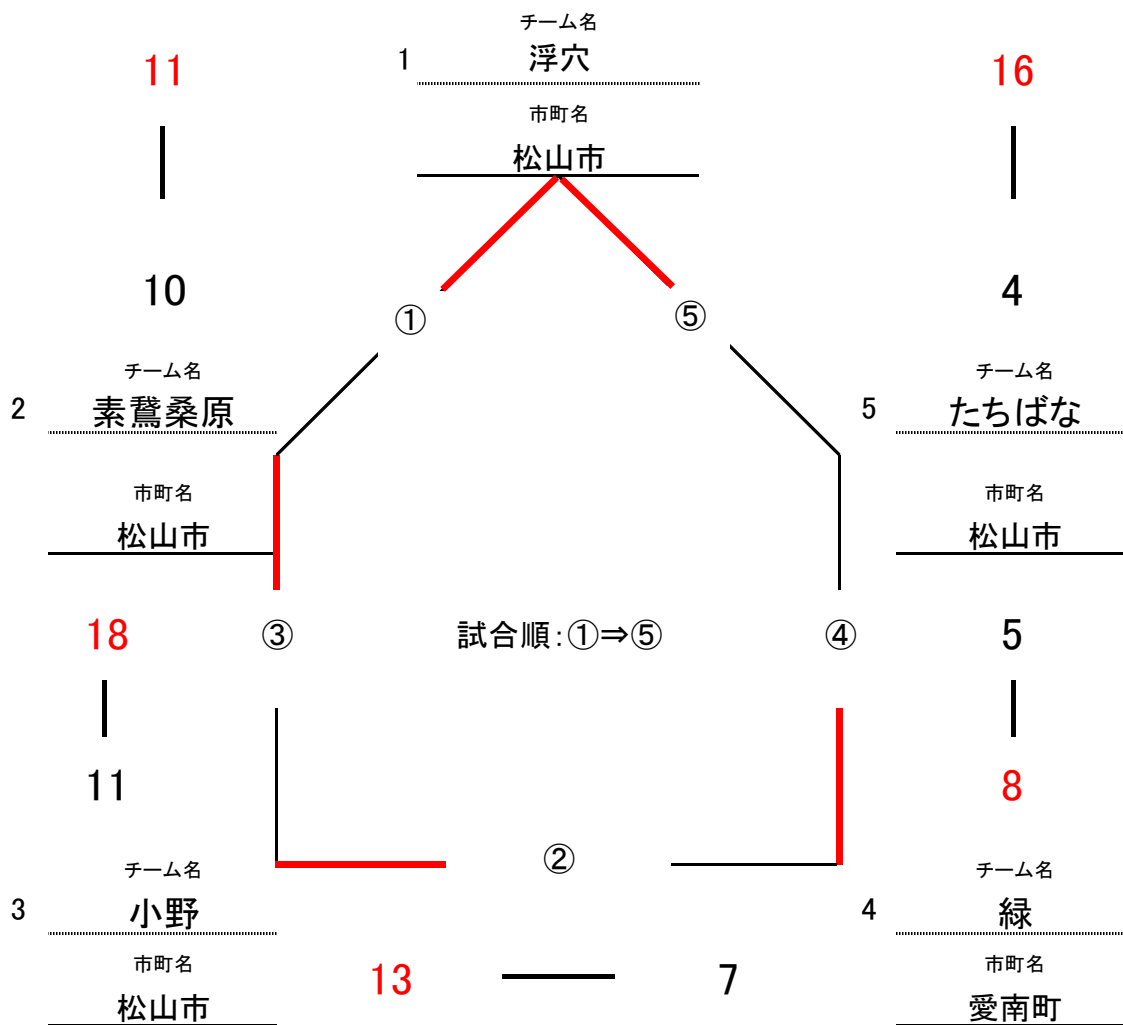 チーム名
1 浮穴
市町名
松山市
11
10
16
4
① ⑤
チーム名
2 素鵞桑原
市町名
松山市
チーム名
5 たちばな
市町名
松山市
18
11
③ 試合順：①⇒⑤ ④
5
8
②
チーム名
3 小野
市町名
松山市
13 7
チーム名
4 緑
市町名
愛南町